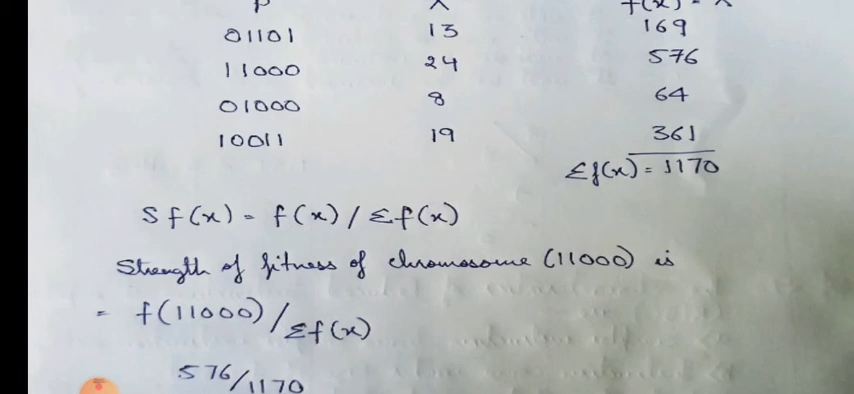 P X f(x) = X
01101 13 169
11000 24 576
01000 8 64
10011 19 361
Σf(x) = 1170
Sf(x) = f(x) / Σf(x)
Strength of fitness of chromosome (11000) is
= f(11000) / Σf(x)
576/1170